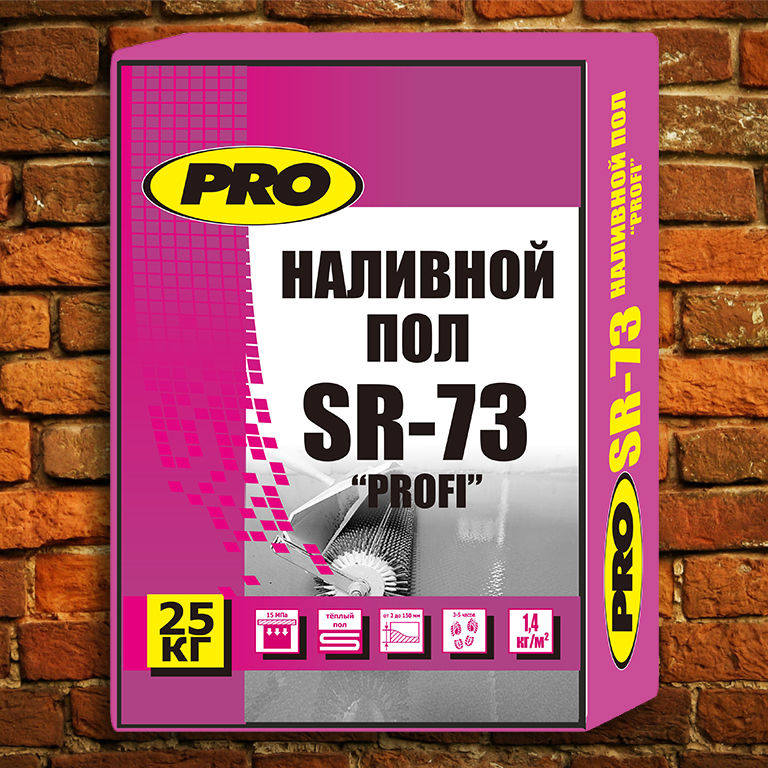 PRO
НАЛИВНОЙ
ПОЛ
SR-73
“PROFI”
25
КГ
15 МПа
тёплый
пол
от 2 до 150 мм
3-5 часов
1,4
кг/м²
PRO SR-73 НАЛИВНОЙ ПОЛ
“PROFI”